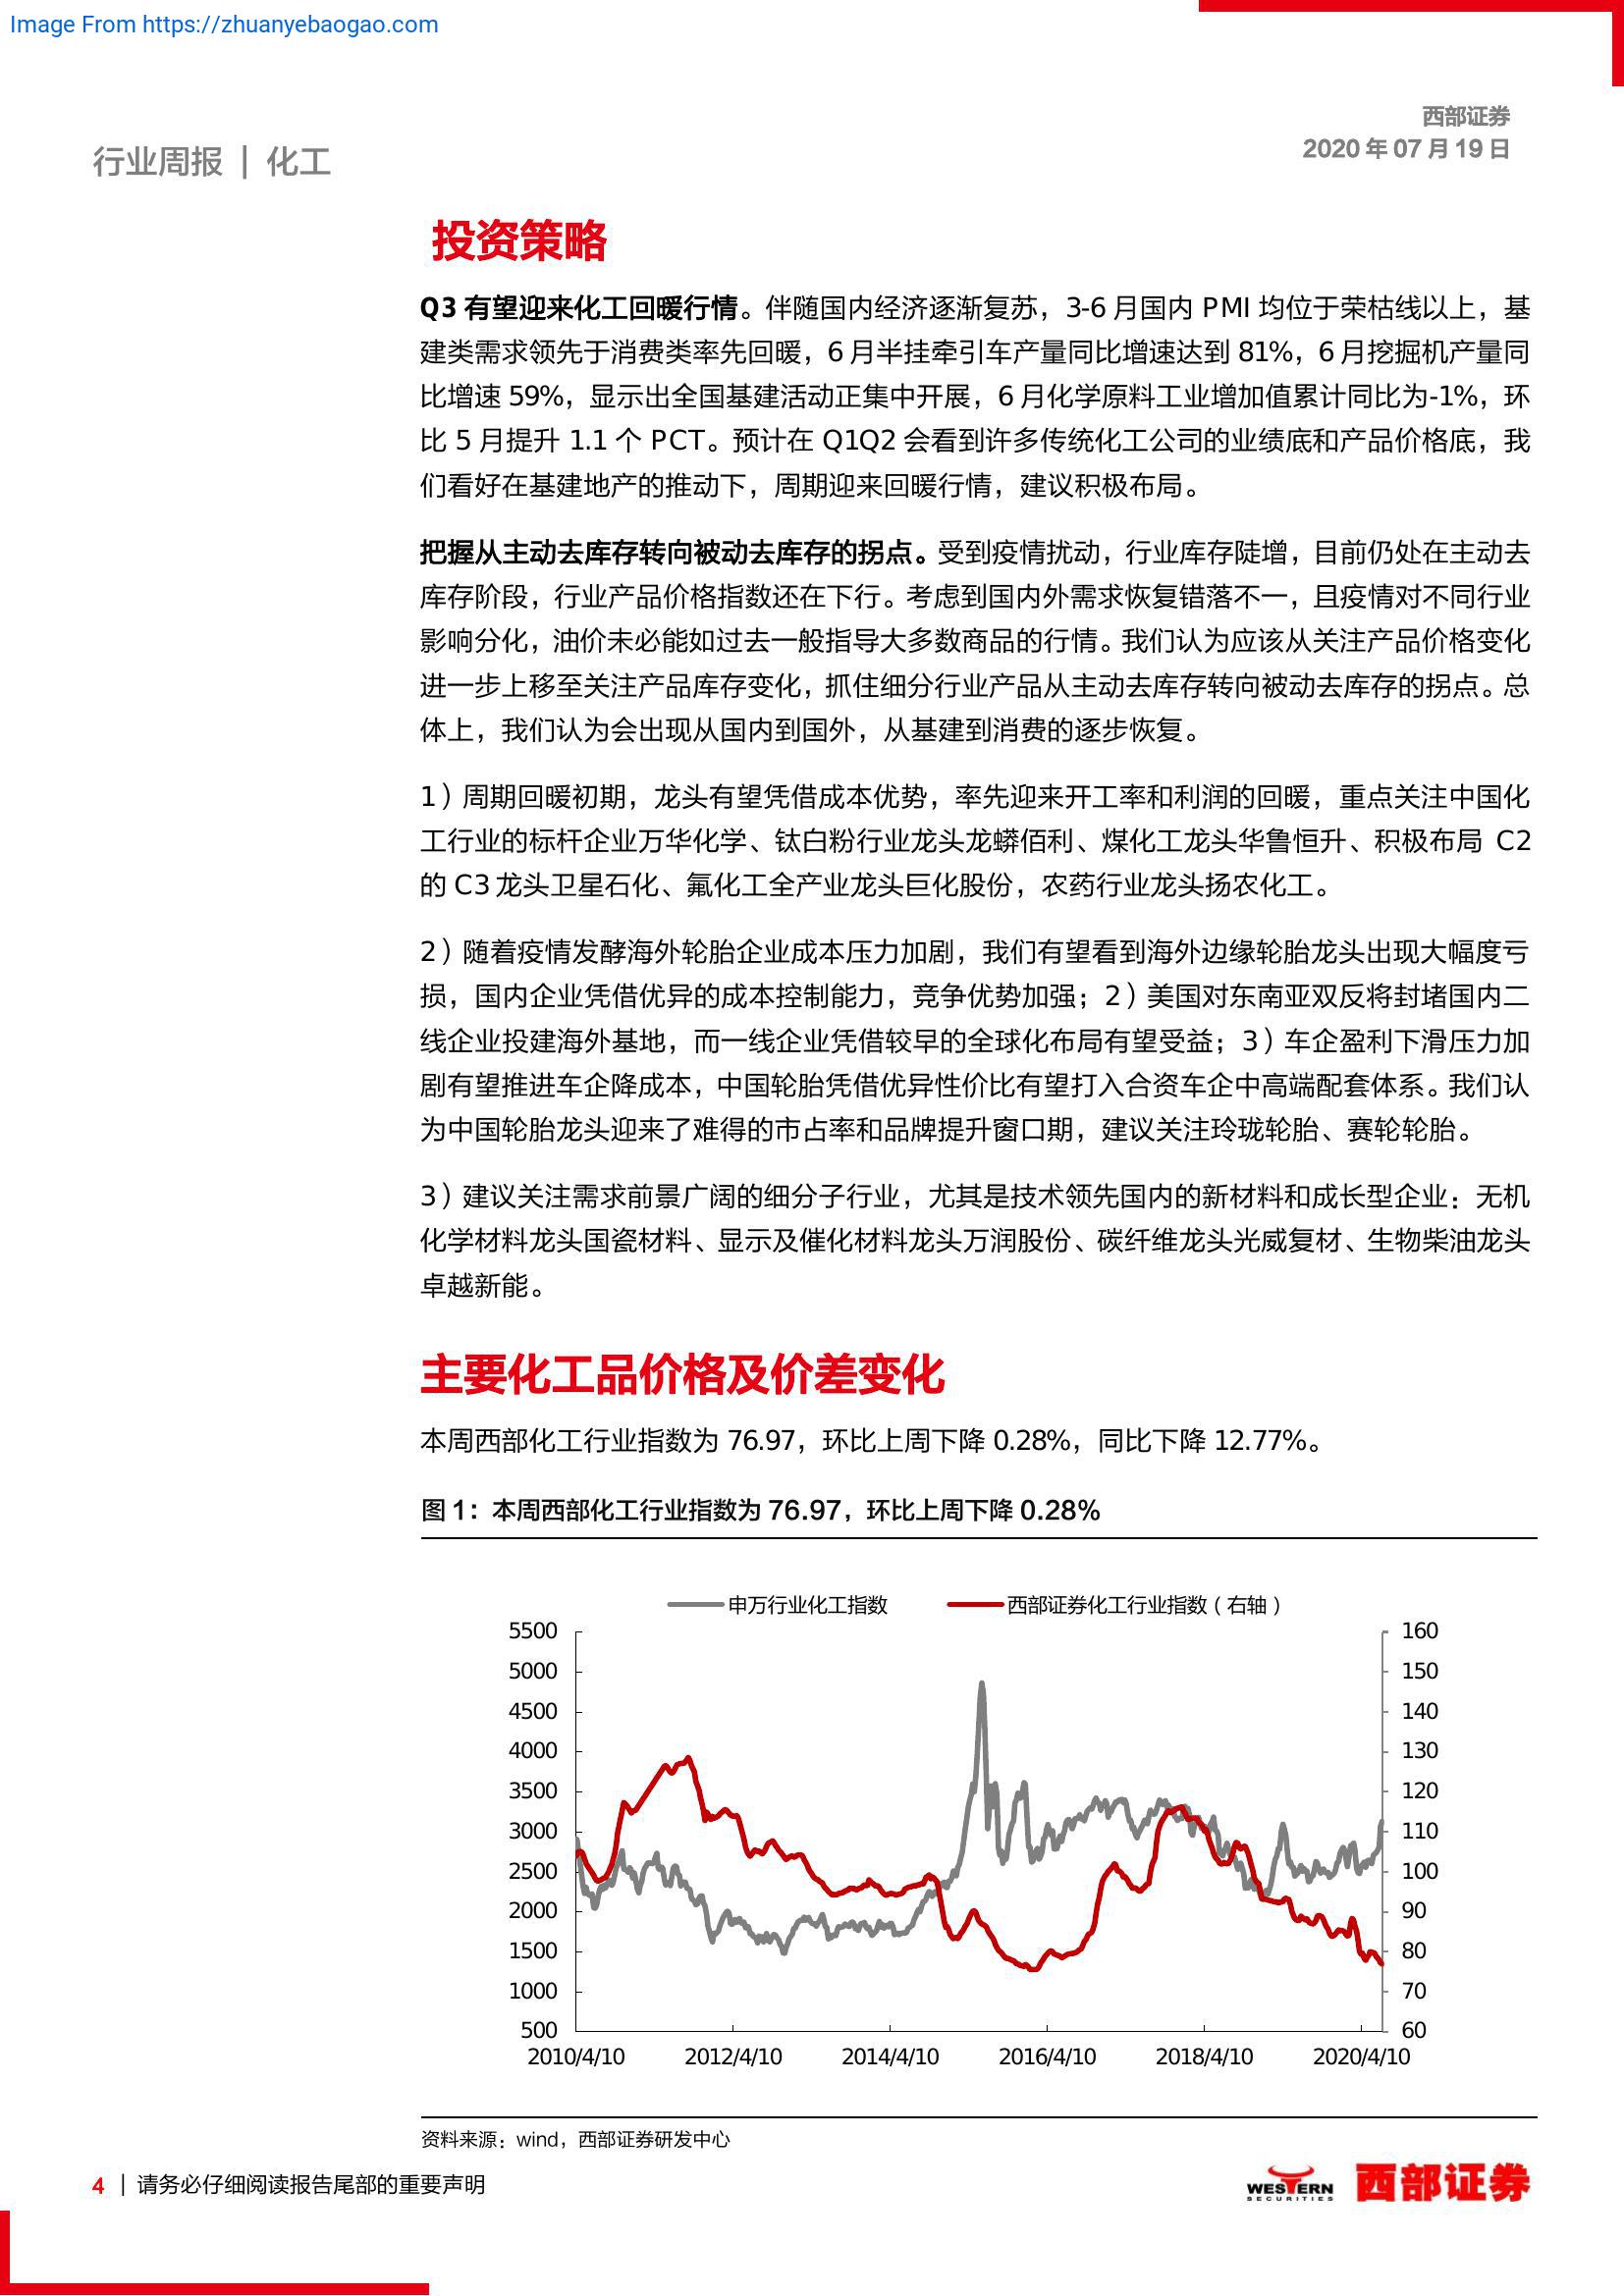 Image From https://zhuanyebaogao.com
西部证券
2020 年 07 月 19 日
行业周报 | 化工
投资策略
Q3 有望迎来化工回暖行情。伴随国内经济逐渐复苏，3-6 月国内 PMI 均位于荣枯线以上，基
建类需求领先于消费类率先回暖，6 月半挂牵引车产量同比增速达到 81%，6 月挖掘机产量同
比增速 59%，显示出全国基建活动正集中开展，6 月化学原料工业增加值累计同比为-1%，环
比 5 月提升 1.1 个 PCT。预计在 Q1Q2 会看到许多传统化工公司的业绩底和产品价格底，我
们看好在基建地产的推动下，周期迎来回暖行情，建议积极布局。
把握从主动去库存转向被动去库存的拐点。受到疫情扰动，行业库存陡增，目前仍处在主动去
库存阶段，行业产品价格指数还在下行。考虑到国内外需求恢复错落不一，且疫情对不同行业
影响分化，油价未必能如过去一般指导大多数商品的行情。我们认为应该从关注产品价格变化
进一步上移至关注产品库存变化，抓住细分行业产品从主动去库存转向被动去库存的拐点。总
体上，我们认为会出现从国内到国外，从基建到消费的逐步恢复。
1）周期回暖初期，龙头有望凭借成本优势，率先迎来开工率和利润的回暖，重点关注中国化
工行业的标杆企业万华化学、钛白粉行业龙头龙蟒佰利、煤化工龙头华鲁恒升、积极布局 C2
的 C3 龙头卫星石化、氟化工全产业龙头巨化股份，农药行业龙头扬农化工。
2）随着疫情发酵海外轮胎企业成本压力加剧，我们有望看到海外边缘轮胎龙头出现大幅度亏
损，国内企业凭借优异的成本控制能力，竞争优势加强；2）美国对东南亚双反将封堵国内二
线企业投建海外基地，而一线企业凭借较早的全球化布局有望受益；3）车企盈利下滑压力加
剧有望推进车企降成本，中国轮胎凭借优异性价比有望打入合资车企中高端配套体系。我们认
为中国轮胎龙头迎来了难得的市占率和品牌提升窗口期，建议关注玲珑轮胎、赛轮轮胎。
3）建议关注需求前景广阔的细分子行业，尤其是技术领先国内的新材料和成长型企业：无机
化学材料龙头国瓷材料、显示及催化材料龙头万润股份、碳纤维龙头光威复材、生物柴油龙头
卓越新能。
主要化工品价格及价差变化
本周西部化工行业指数为 76.97，环比上周下降 0.28%，同比下降 12.77%。
图 1：本周西部化工行业指数为 76.97，环比上周下降 0.28%
申万行业化工指数 西部证券化工行业指数（右轴）
5500 160
5000 150
4500 140
4000 130
3500 120
3000 110
2500 100
2000 90
1500 80
1000 70
500 60
2010/4/10 2012/4/10 2014/4/10 2016/4/10 2018/4/10 2020/4/10
资料来源：wind，西部证券研发中心
4 | 请务必仔细阅读报告尾部的重要声明
WESTERN
SECURITIES
西部证券